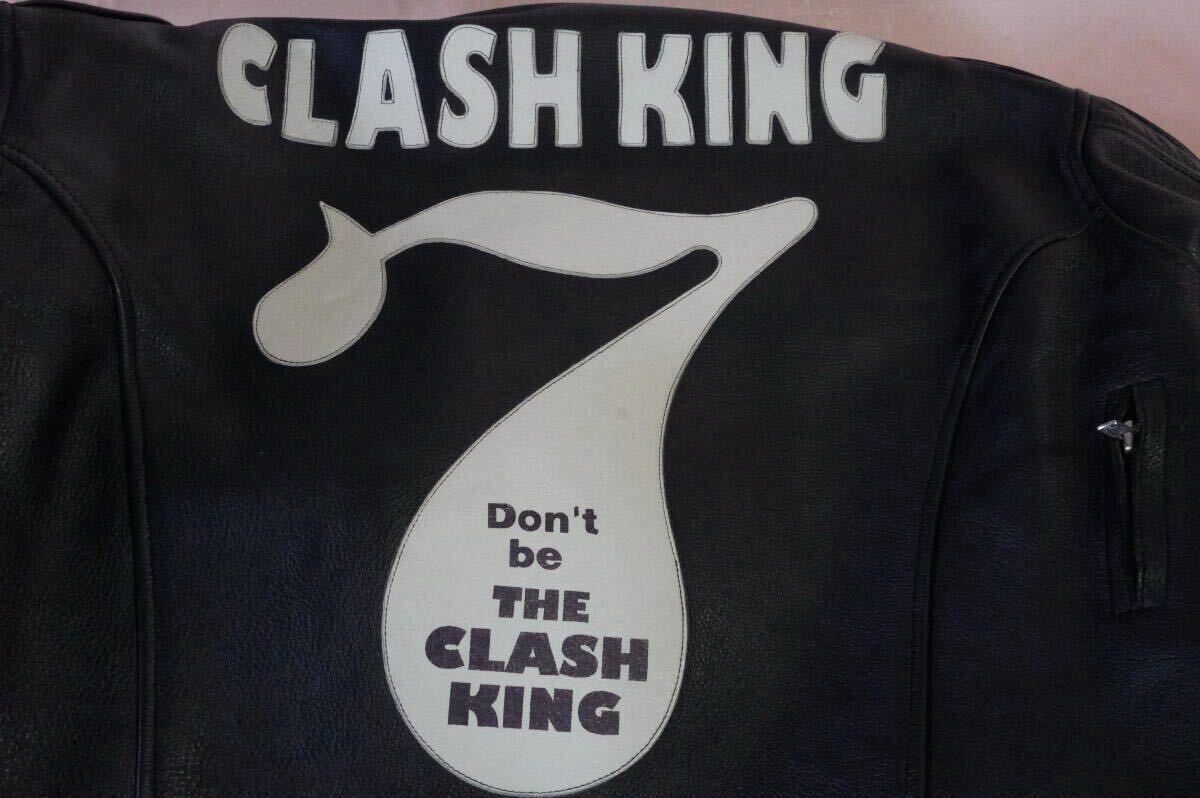 CLASH KING
7
Don't
be
THE
CLASH
KING